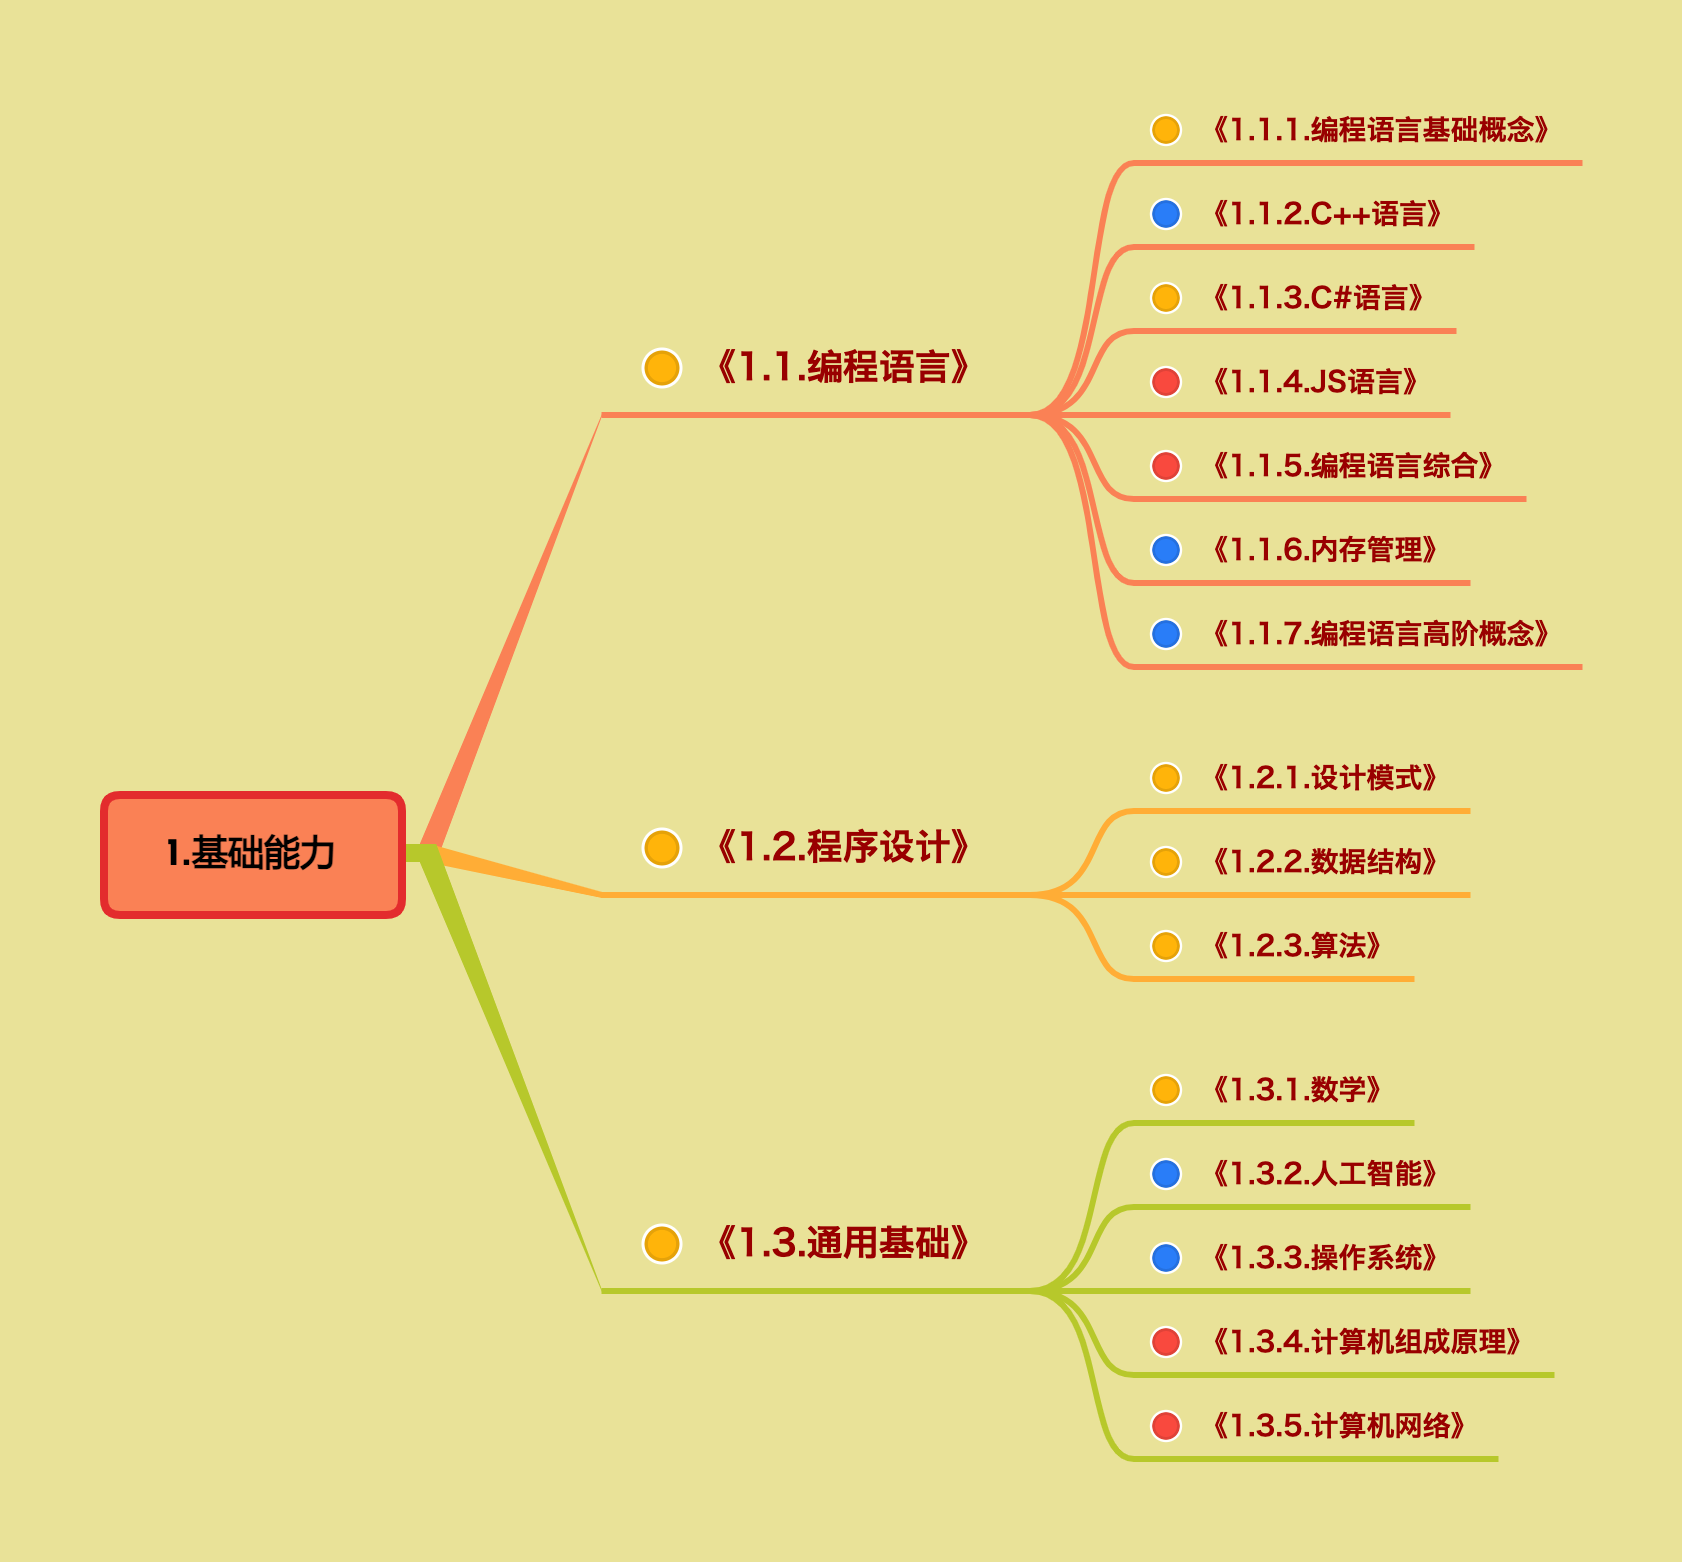 1.基础能力
《1.1.编程语言》
《1.1.1.编程语言基础概念》
《1.1.2.C++语言》
《1.1.3.C#语言》
《1.1.4.JS语言》
《1.1.5.编程语言综合》
《1.1.6.内存管理》
《1.1.7.编程语言高阶概念》
《1.2.程序设计》
《1.2.1.设计模式》
《1.2.2.数据结构》
《1.2.3.算法》
《1.3.通用基础》
《1.3.1.数学》
《1.3.2.人工智能》
《1.3.3.操作系统》
《1.3.4.计算机组成原理》
《1.3.5.计算机网络》